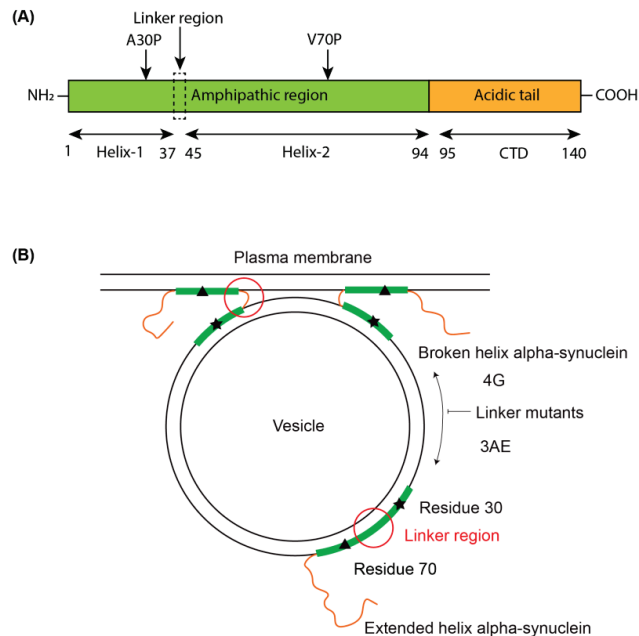 (A)
Linker region
A30P
V70P
NH₂
Amphipathic region
Acidic tail
COOH
1 Helix-1 37 45 Helix-2 94 95 CTD 140
(B)
Plasma membrane
Broken helix alpha-synuclein
4G
Vesicle
Linker mutants
3AE
Residue 30
Linker region
Residue 70
Extended helix alpha-synuclein